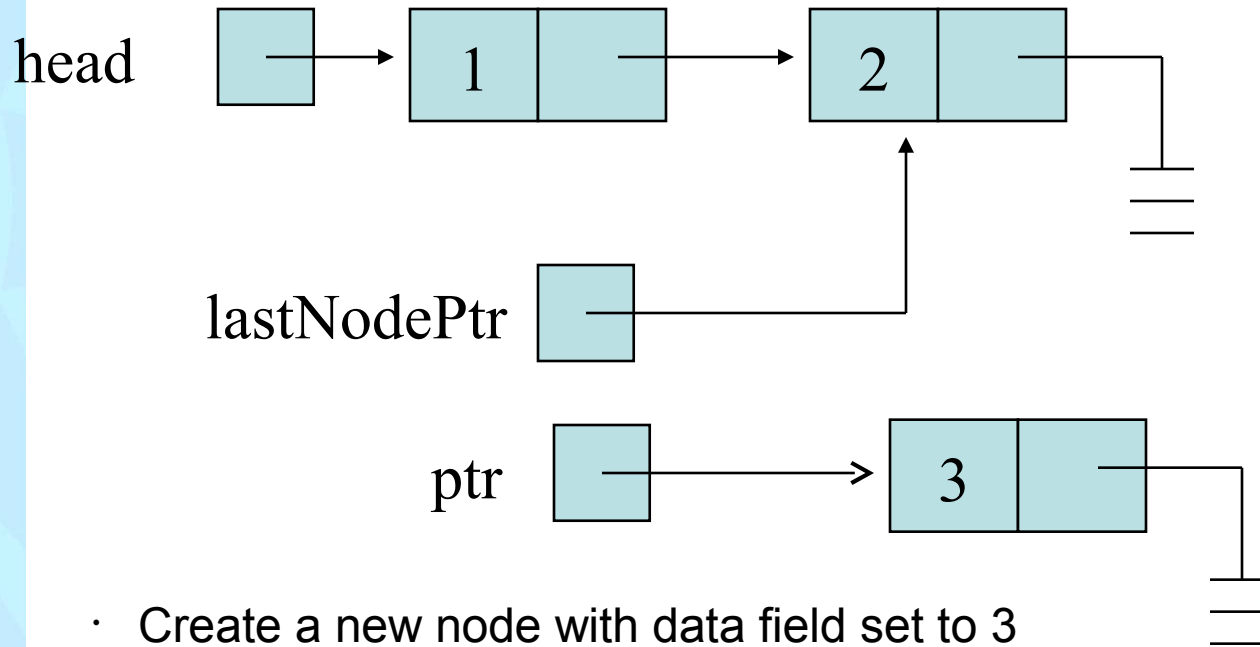 head 1 2
lastNodePtr
ptr 3
· Create a new node with data field set to 3